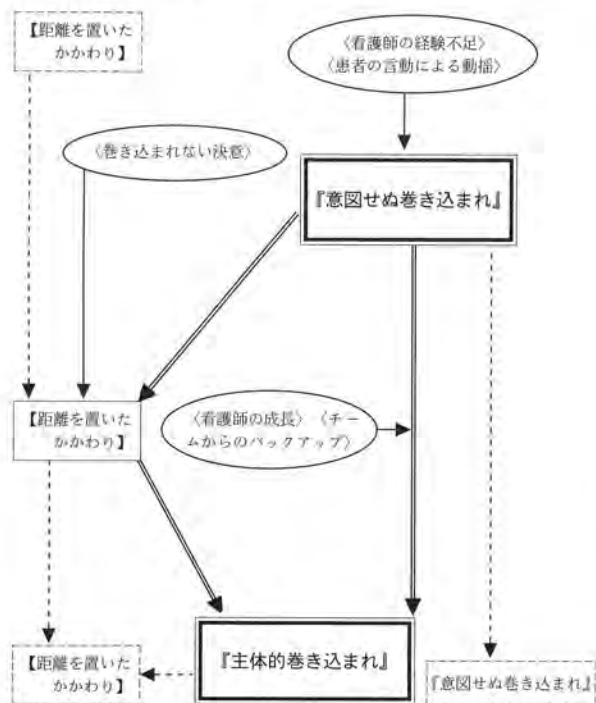 【距離を置いた
かかわり】
〈看護師の経験不足〉
〈患者の言動による動揺〉
〈巻き込まれない決意〉
『意図せぬ巻き込まれ』
【距離を置いた
かかわり】
〈看護師の成長〉〈チー
ムからのバックアップ〉
【距離を置いた
かかわり】
『主体的巻き込まれ』
『意図せぬ巻き込まれ』